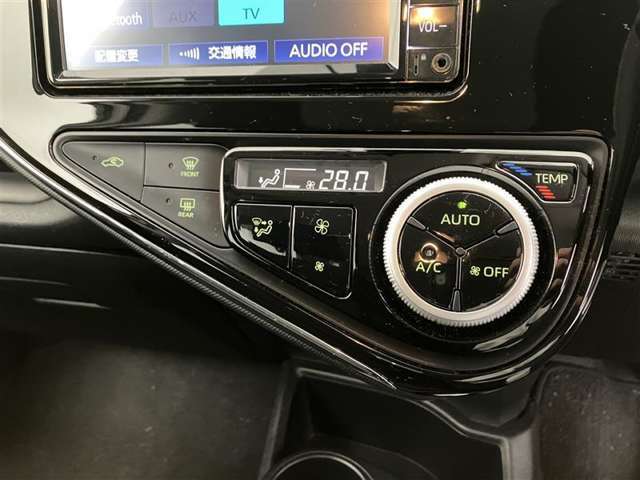 Bluetooth AUX TV
VOL−
配置変更 交通情報 AUDIO OFF
FRONT
28.0
TEMP
REAR
AUTO
A/C OFF